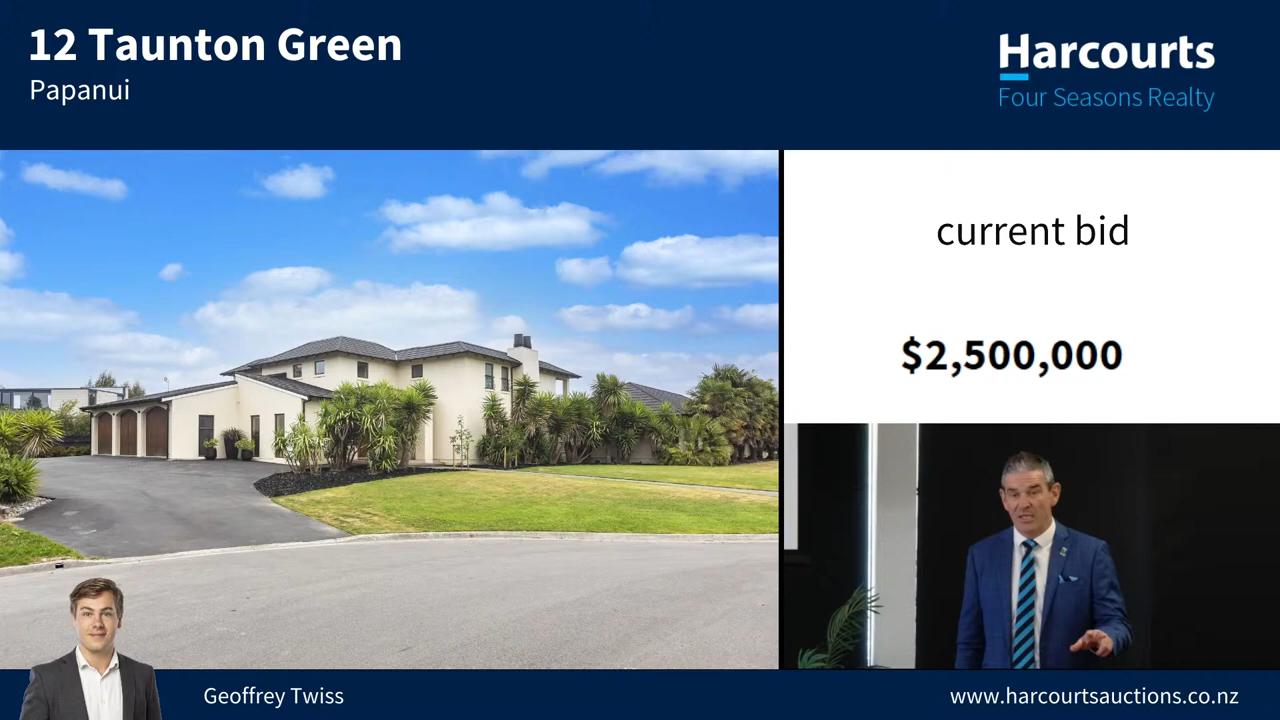 12 Taunton Green
Papanui
Harcourts
Four Seasons Realty
current bid
$2,500,000
Geoffrey Twiss
www.harcourtsauctions.co.nz